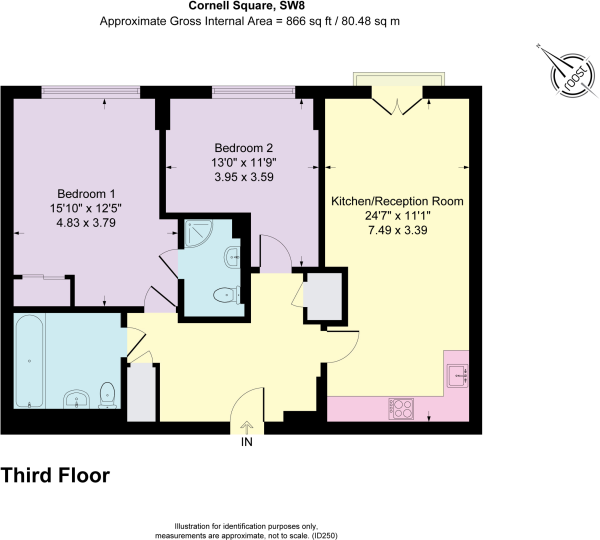 Cornell Square, SW8
Approximate Gross Internal Area = 866 sq ft / 80.48 sq m
N
roost
Bedroom 2
13'0" x 11'9"
3.95 x 3.59
Bedroom 1
15'10" x 12'5"
4.83 x 3.79
Kitchen/Reception Room
24'7" x 11'1"
7.49 x 3.39
IN
Third Floor
Illustration for identification purposes only,
measurements are approximate, not to scale. (ID250)